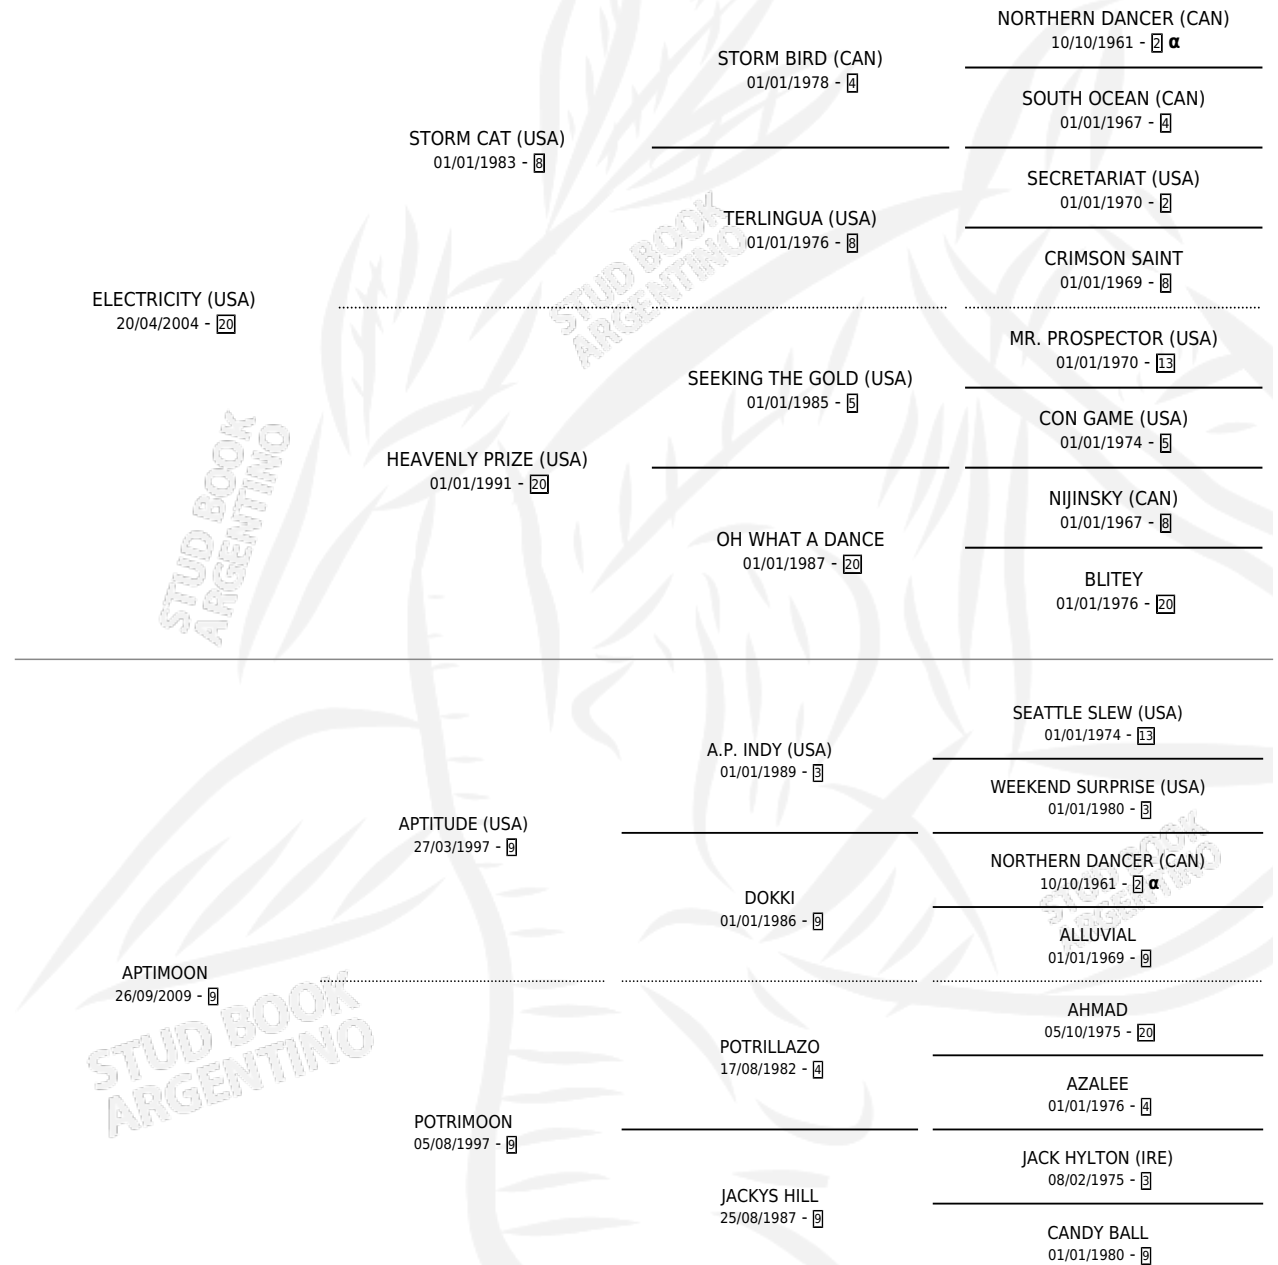 NORTHERN DANCER (CAN)
10/10/1961 - 2 α
STORM BIRD (CAN)
01/01/1978 - 4
SOUTH OCEAN (CAN)
01/01/1967 - 4
STORM CAT (USA)
01/01/1983 - 8
SECRETARIAT (USA)
01/01/1970 - 2
TERLINGUA (USA)
01/01/1976 - 8
CRIMSON SAINT
01/01/1969 - 8
STUD BOOK
ARGENTINO
ELECTRICITY (USA)
20/04/2004 - 20
MR. PROSPECTOR (USA)
01/01/1970 - 13
SEEKING THE GOLD (USA)
01/01/1985 - 5
CON GAME (USA)
01/01/1974 - 5
HEAVENLY PRIZE (USA)
01/01/1991 - 20
NIJINSKY (CAN)
01/01/1967 - 8
OH WHAT A DANCE
01/01/1987 - 20
BLITEY
01/01/1976 - 20
STUD BOOK
ARGENTINO
SEATTLE SLEW (USA)
01/01/1974 - 13
A.P. INDY (USA)
01/01/1989 - 3
WEEKEND SURPRISE (USA)
01/01/1980 - 3
APTITUDE (USA)
27/03/1997 - 9
NORTHERN DANCER (CAN)
10/10/1961 - 2 α
DOKKI
01/01/1986 - 9
ALLUVIAL
01/01/1969 - 9
STUD BOOK
ARGENTINO
APTIMOON
26/09/2009 - 9
AHMAD
05/10/1975 - 20
POTRILLAZO
17/08/1982 - 4
AZALEE
01/01/1976 - 4
STUD BOOK
ARGENTINO
POTRIMOON
05/08/1997 - 9
JACK HYLTON (IRE)
08/02/1975 - 3
JACKYS HILL
25/08/1987 - 9
CANDY BALL
01/01/1980 - 9